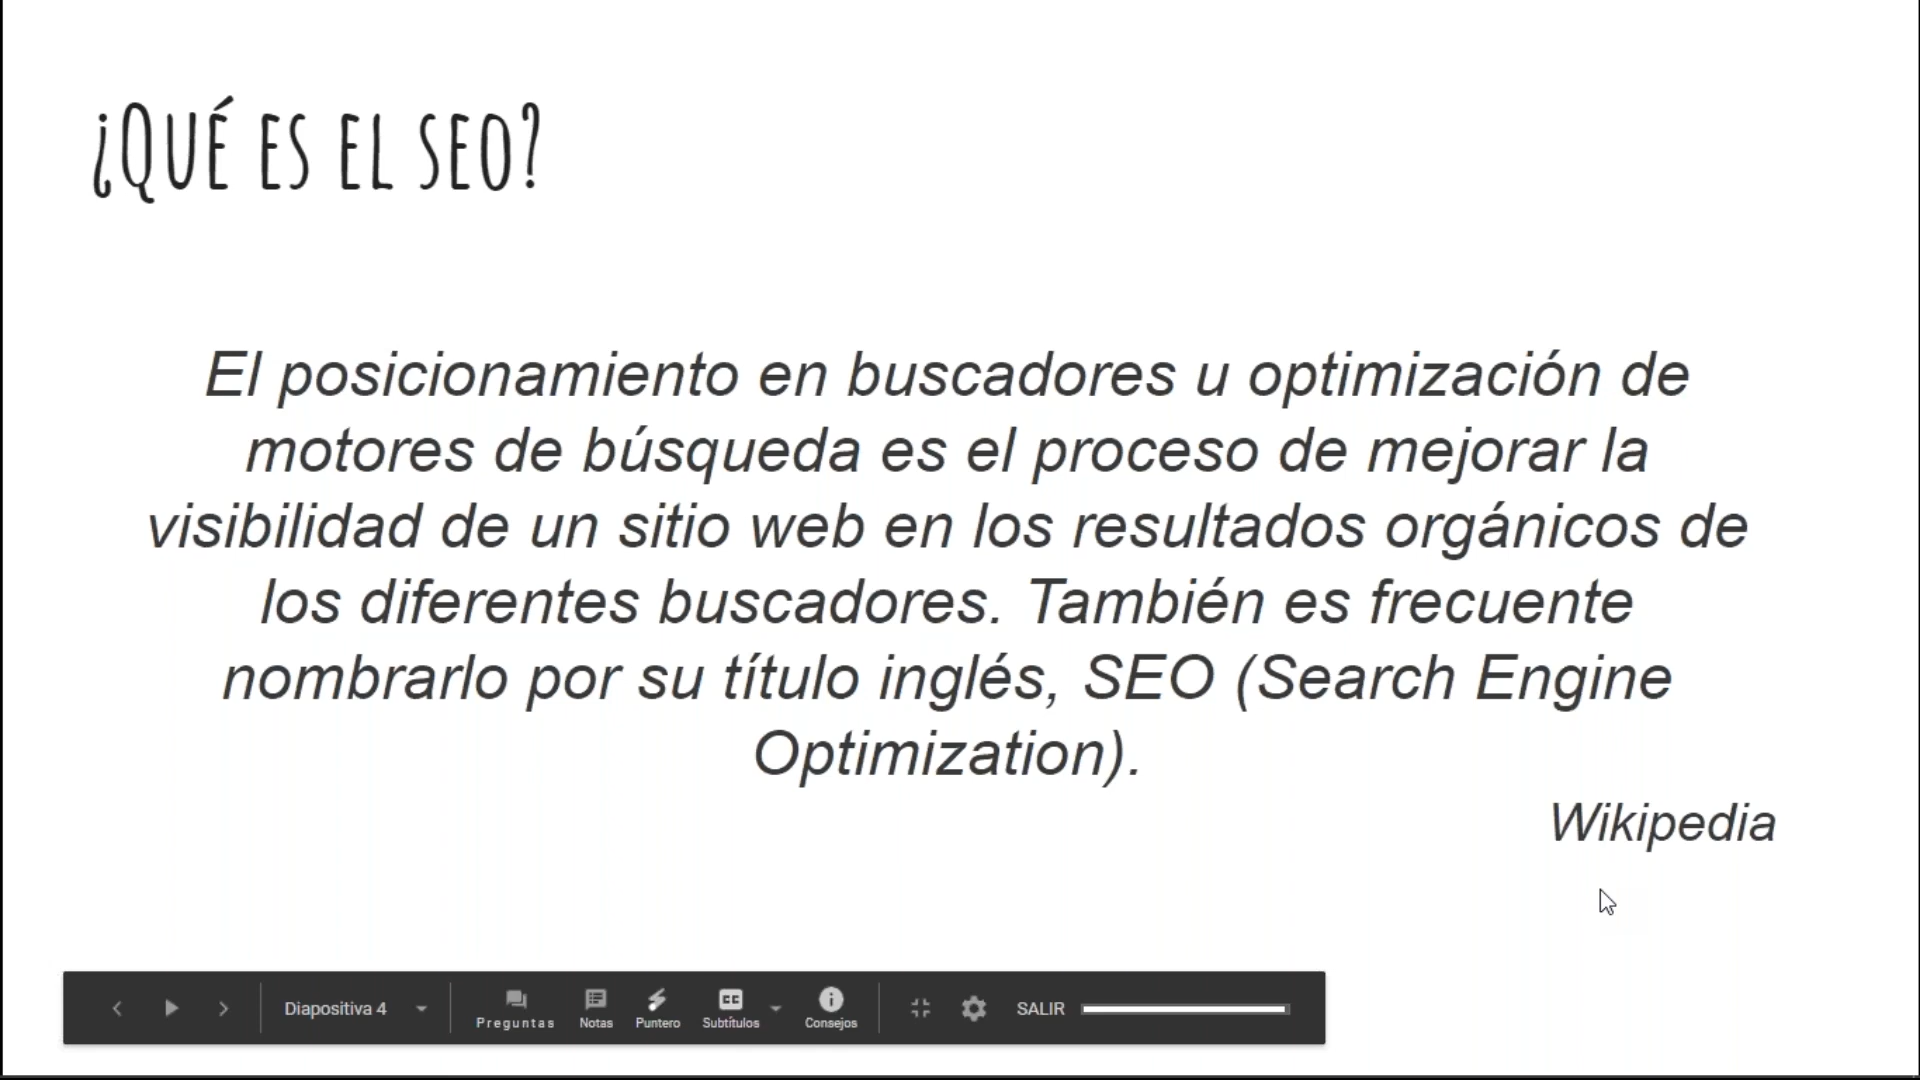 ¿QUÉ ES EL SEO?
El posicionamiento en buscadores u optimización de
motores de búsqueda es el proceso de mejorar la
visibilidad de un sitio web en los resultados orgánicos de
los diferentes buscadores. También es frecuente
nombrarlo por su título inglés, SEO (Search Engine
Optimization).
Wikipedia
Diapositiva 4
Preguntas
Notas
Puntero
CC
Subtítulos
Consejos
SALIR